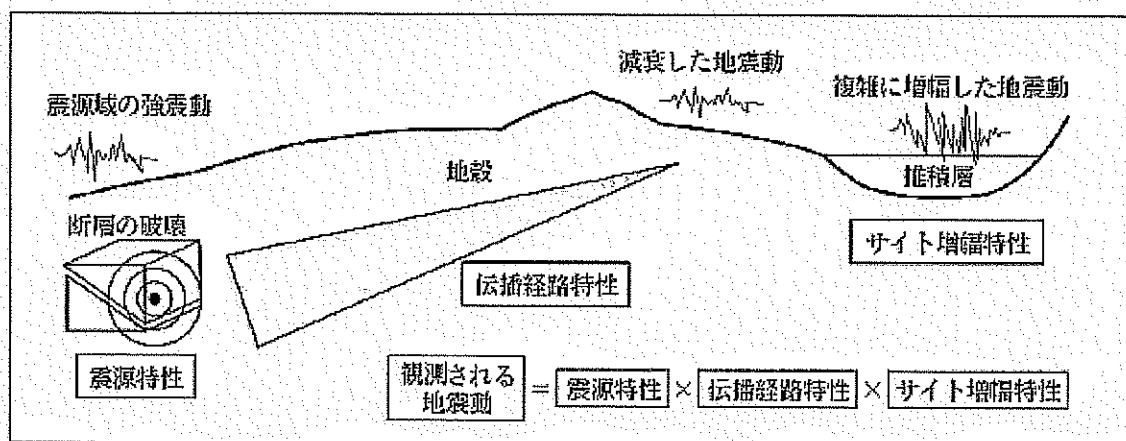 減衰した地震動
複雑に増幅した地震動
震源域の強震動
地殻
堆積層
断層の破壊
サイト増幅特性
伝播経路特性
震源特性
観測される
地震動
= 震源特性 × 伝播経路特性 × サイト増幅特性